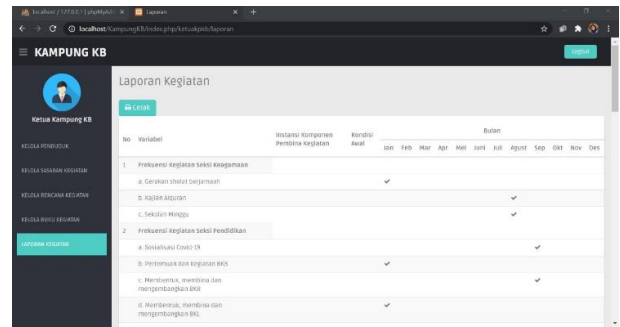 localhost / 127.0.0.1 | phpMyAd
Laporan
localhost/KampungKB/index.php/ketuakpkb/laporan
KAMPUNG KB
Logout
Ketua Kampung KB
KELOLA PENDUDUK
KELOLA SASARAN KEGIATAN
KELOLA RENCANA KEGIATAN
KELOLA BUKU KEGIATAN
LAPORAN KEGIATAN
Laporan Kegiatan
Cetak
No Variabel Instansi Komponen Pembina Kegiatan Kondisi Awal Bulan
Jan Feb Mar Apr Mei Juni Juli Agust Sep Okt Nov Des
1 Frekuensi Kegiatan Seksi Keagamaan
a. Gerakan sholat berjamaah ✓
b. Kajian Alquran ✓
c. Sekolah Minggu ✓
2 Frekuensi Kegiatan Seksi Pendidikan
a. Sosialisasi Covid-19 ✓
b. Pertemuan dan Kegiatan BKB ✓
c. Membentuk, membina dan
mengembangkan BKR ✓
d. Membentuk, membina dan
mengembangkan BKL ✓